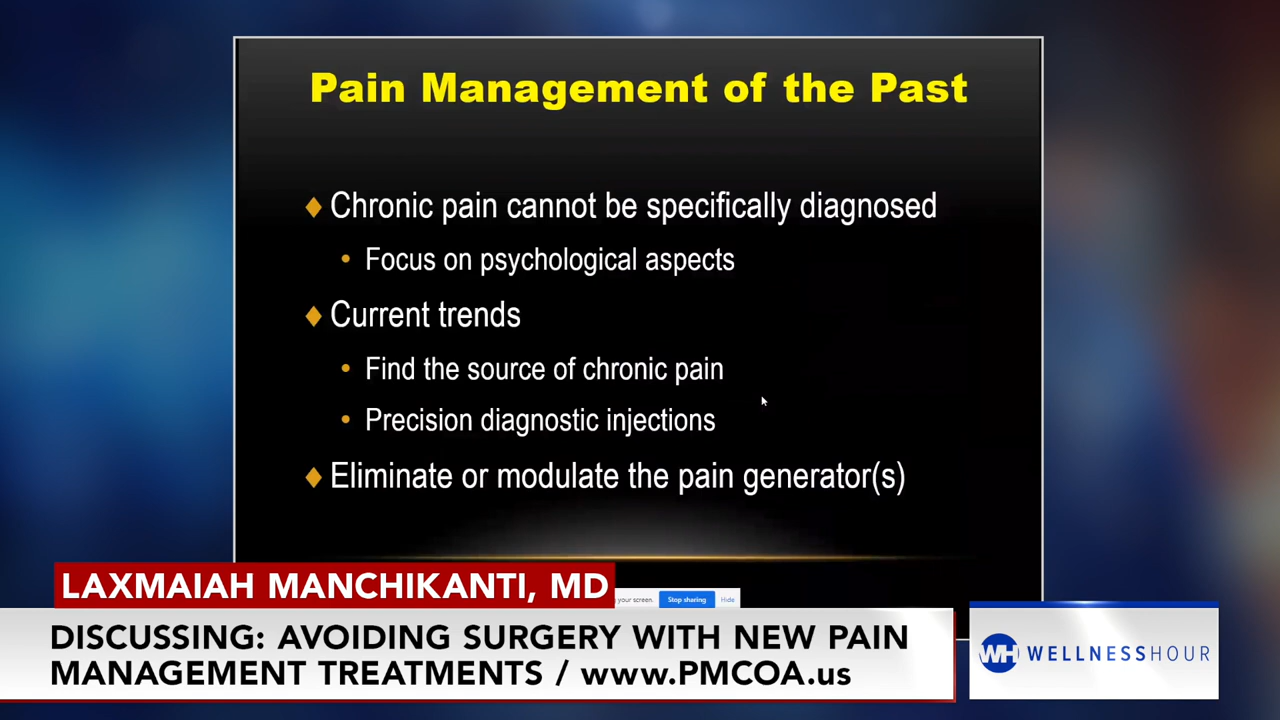 Pain Management of the Past
Chronic pain cannot be specifically diagnosed
Focus on psychological aspects
Current trends
Find the source of chronic pain
Precision diagnostic injections
Eliminate or modulate the pain generator(s)
LAXMAIAH MANCHIKANTI, MD
your screen. Stop sharing Hide
DISCUSSING: AVOIDING SURGERY WITH NEW PAIN
MANAGEMENT TREATMENTS / www.PMCOA.us
WH WELLNESSHOUR